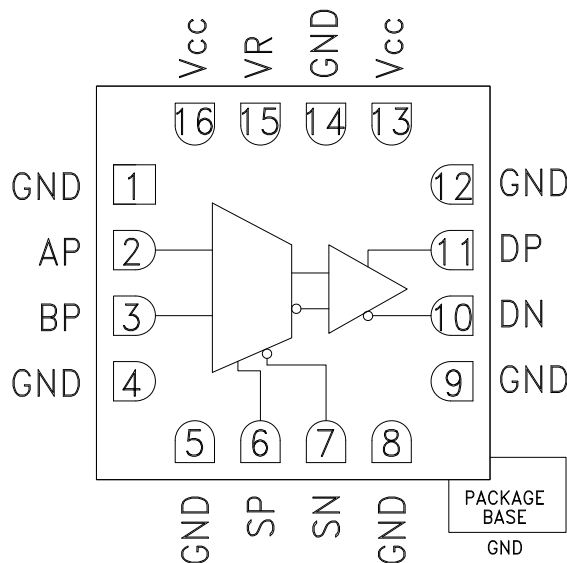 Vcc VR GND Vcc
16 15 14 13
GND 1 12 GND
AP 2 11 DP
BP 3 10 DN
GND 4 9 GND
5 6 7 8
GND SP SN GND
PACKAGE
BASE
GND